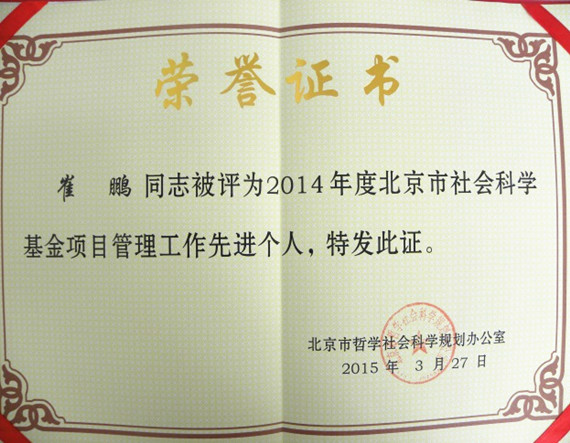 荣誉证书
崔 鹏 同志被评为2014年度北京市社会科学
基金项目管理工作先进个人，特发此证。
北京市哲学社会科学规划办公室
2015 年 3 月 27 日